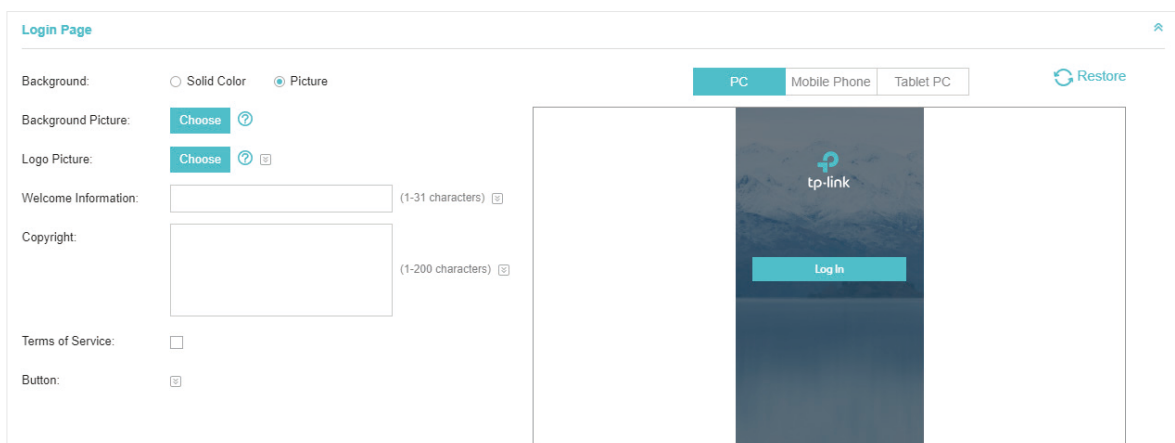 Login Page
Background:
Solid Color
Picture
PC
Mobile Phone
Tablet PC
Restore
Background Picture:
Choose
?
Logo Picture:
Choose
?
Welcome Information:
(1-31 characters)
Copyright:
(1-200 characters)
Terms of Service:
Button:
tp-link
Log In